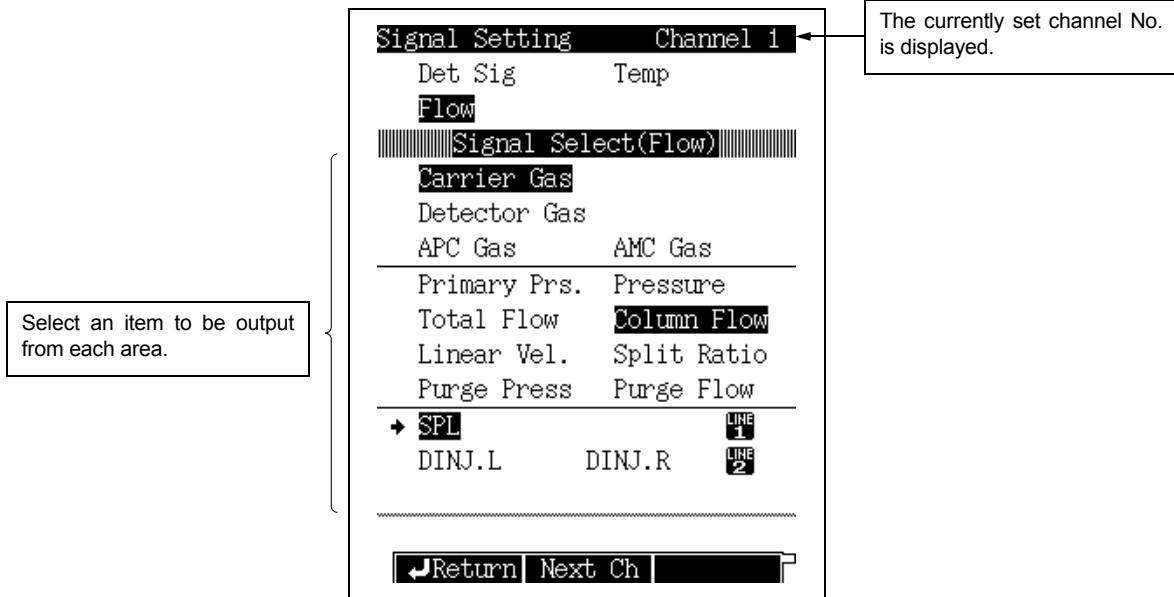 Signal Setting Channel 1
The currently set channel No.
is displayed.
Det Sig Temp
Flow
Signal Select(Flow)
Carrier Gas
Detector Gas
APC Gas AMC Gas
Primary Prs. Pressure
Total Flow Column Flow
Linear Vel. Split Ratio
Purge Press Purge Flow
Select an item to be output
from each area.
SPL LINE 1
DINJ.L DINJ.R LINE 2
Return Next Ch